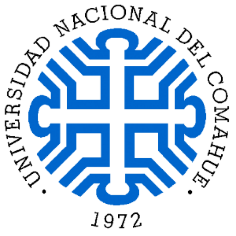 · UNIVERSIDAD NACIONAL DEL COMAHUE ·
1972